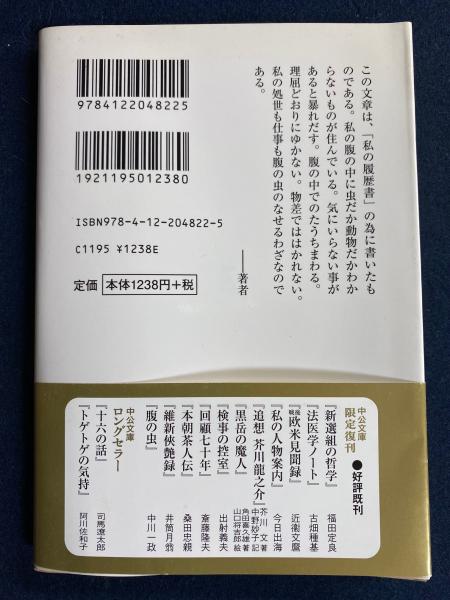 この文章は、「私の履歴書」の為に書いたも
のである。私の腹の中に虫だか動物だかわか
らないものが住んでいる。気にいらない事が
あると暴れだす。腹の中でのたうちまわる。
理屈どおりにゆかない。物差でははかれない。
私の処世も仕事も腹の虫のなせるわざなので
ある。
――著者
9784122048225
1921195012380
ISBN978-4-12-204822-5
C1195 ¥1238E
定価 本体1238円+税
中公文庫
限定復刊 ●好評既刊
『新選組の哲学』 福田定良
『法医学ノート』 古畑種基
『戦後欧米見聞録』 近衞文麿
『私の人物案内』 今日出海
『追想 芥川龍之介』 芥川文 著 中野妙子 記
『黒岳の魔人』 角田喜久雄 著 山口将吉郎 絵
『検事の控室』 出射義夫
『回顧七十年』 斎藤隆夫
『本朝茶人伝』 桑田忠親
『維新俠艶録』 井筒月翁
『腹の虫』 中川一政
中公文庫
ロングセラー
『十六の話』 司馬遼太郎
『トゲトゲの気持』 阿川佐和子